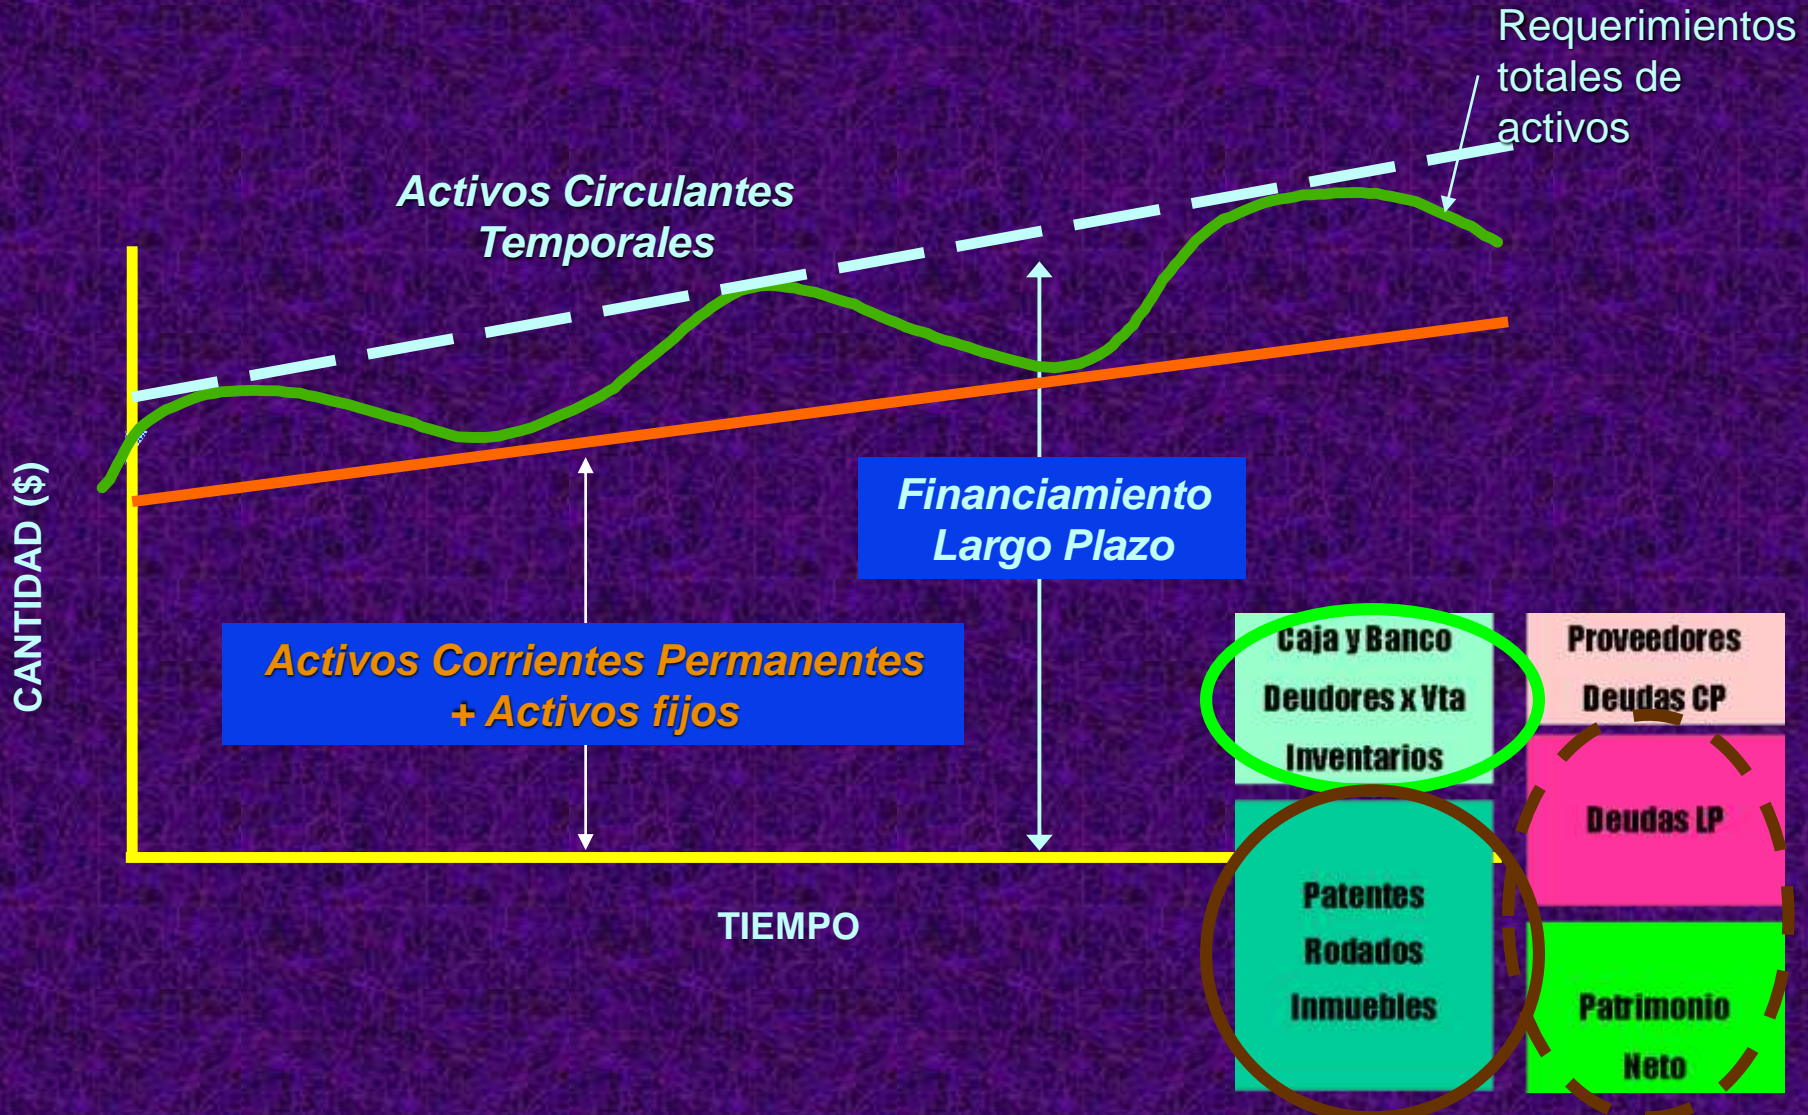 Requerimientos
totales de
activos
Activos Circulantes
Temporales
CANTIDAD ($)
Financiamiento
Largo Plazo
Activos Corrientes Permanentes
+ Activos fijos
TIEMPO
Caja y Banco
Deudores x Vta
Inventarios
Patentes
Rodados
Inmuebles
Proveedores
Deudas CP
Deudas LP
Patrimonio
Neto